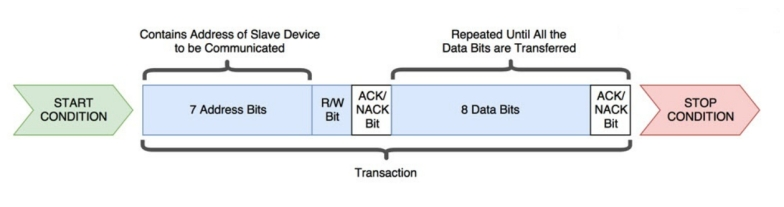 Contains Address of Slave Device
to be Communicated
Repeated Until All the
Data Bits are Transferred
START
CONDITION
7 Address Bits
R/W
Bit
ACK/
NACK
Bit
8 Data Bits
ACK/
NACK
Bit
STOP
CONDITION
Transaction